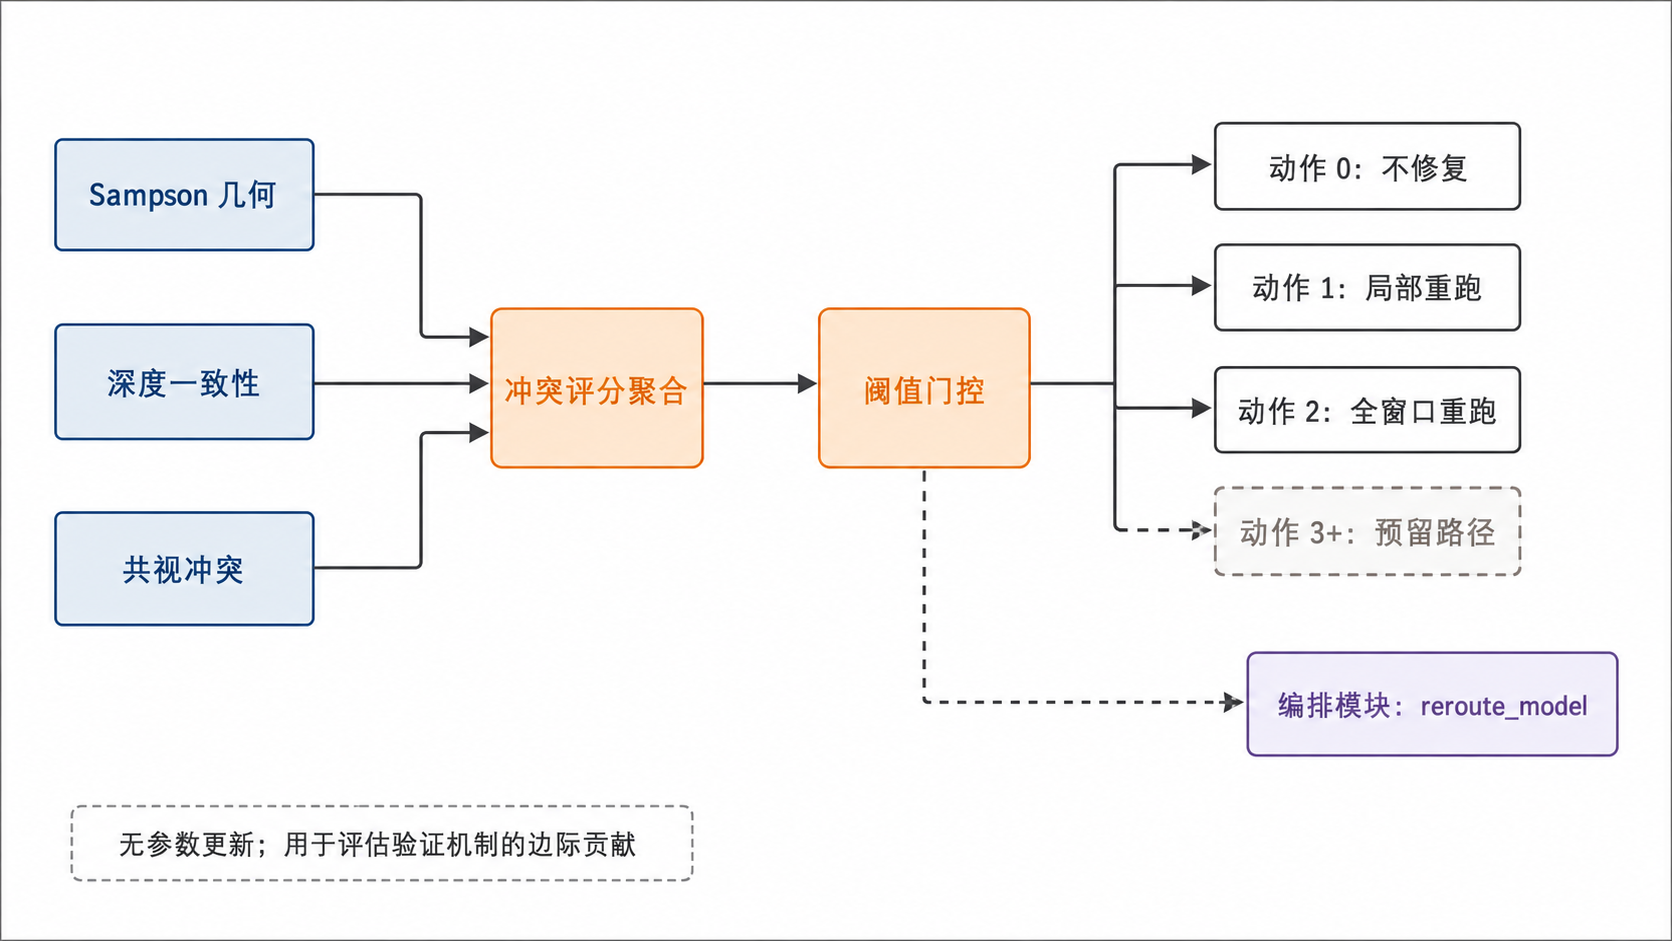 Sampson 几何
深度一致性
共视冲突
冲突评分聚合
阈值门控
动作 0：不修复
动作 1：局部重跑
动作 2：全窗口重跑
动作 3+：预留路径
编排模块：reroute_model
无参数更新；用于评估验证机制的边际贡献